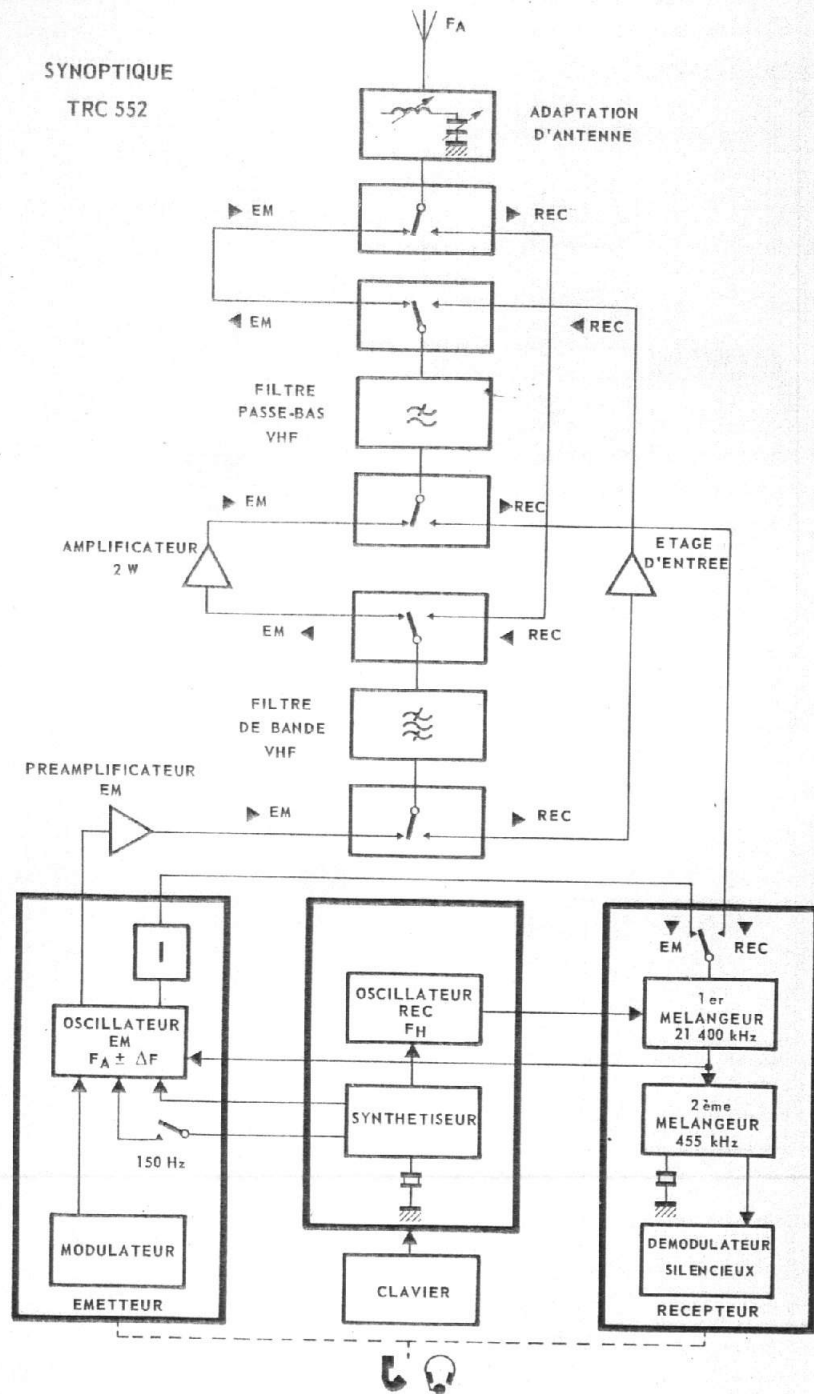 FA
SYNOPTIQUE
TRC 552
ADAPTATION
D'ANTENNE
EM
REC
EM
REC
FILTRE
PASSE-BAS
VHF
EM
REC
AMPLIFICATEUR
2 W
ETAGE
D'ENTREE
EM
REC
FILTRE
DE BANDE
VHF
PREAMPLIFICATEUR
EM
EM
REC
EM
REC
I
OSCILLATEUR
EM
FA ± ΔF
OSCILLATEUR
REC
FH
1er
MELANGEUR
21 400 kHz
SYNTHETISEUR
2ème
MELANGEUR
455 kHz
150 Hz
MODULATEUR
DEMODULATEUR
SILENCIEUX
CLAVIER
EMETTEUR
RECEPTEUR